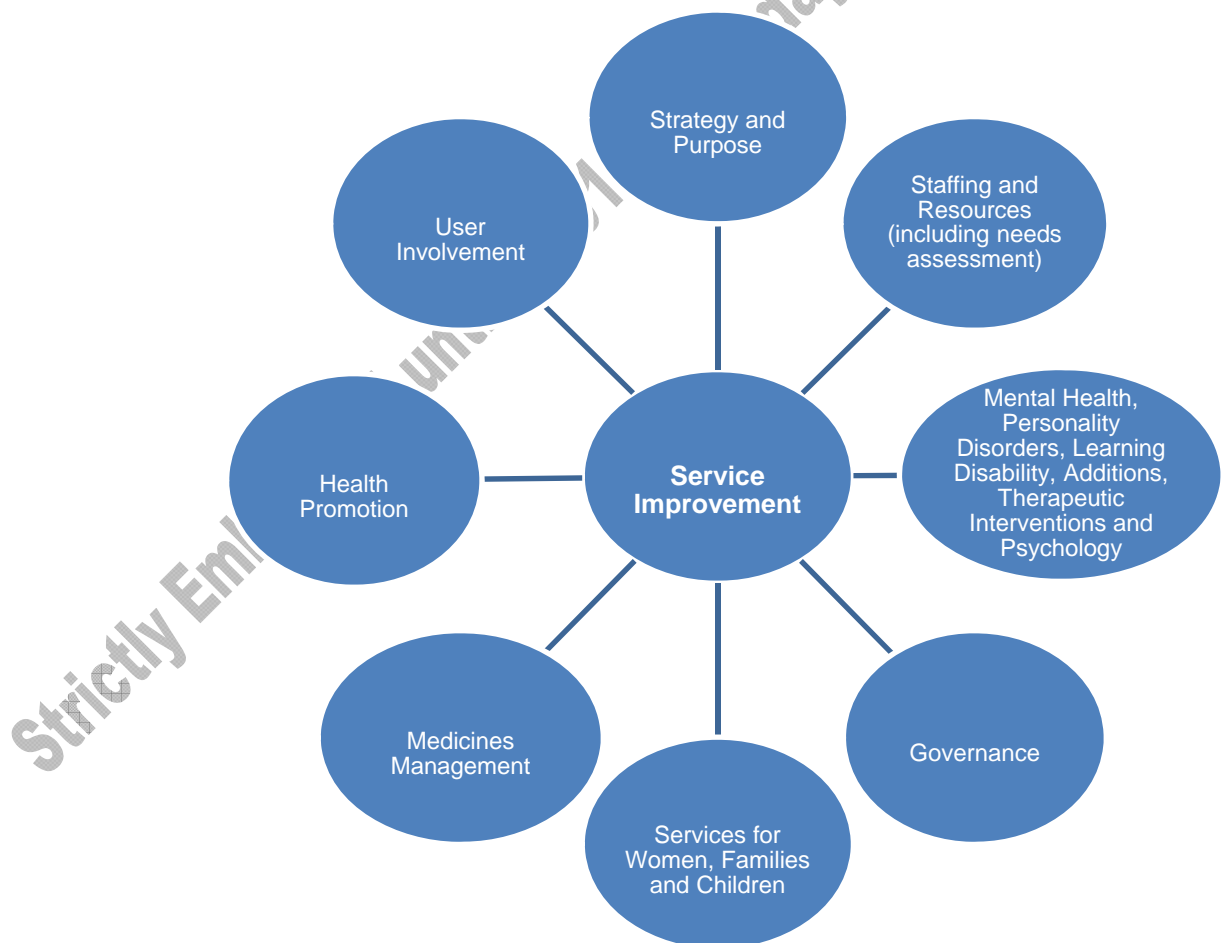 Strategy and
Purpose
Staffing and
Resources
(including needs
assessment)
Mental Health,
Personality
Disorders, Learning
Disability, Additions,
Therapeutic
Interventions and
Psychology
Governance
Services for
Women, Families
and Children
Medicines
Management
Health
Promotion
User
Involvement
Service
Improvement
Strictly